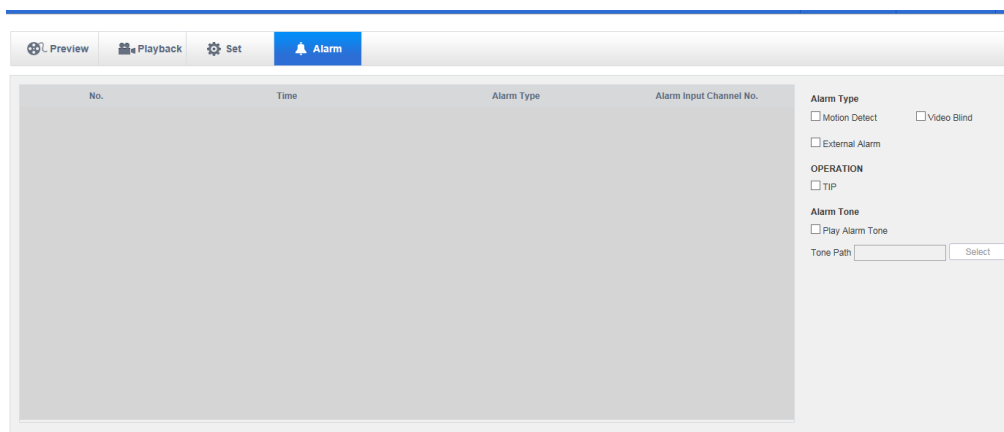 Preview Playback Set Alarm
No. Time Alarm Type Alarm Input Channel No.
Alarm Type
Motion Detect Video Blind
External Alarm
OPERATION
TIP
Alarm Tone
Play Alarm Tone
Tone Path Select